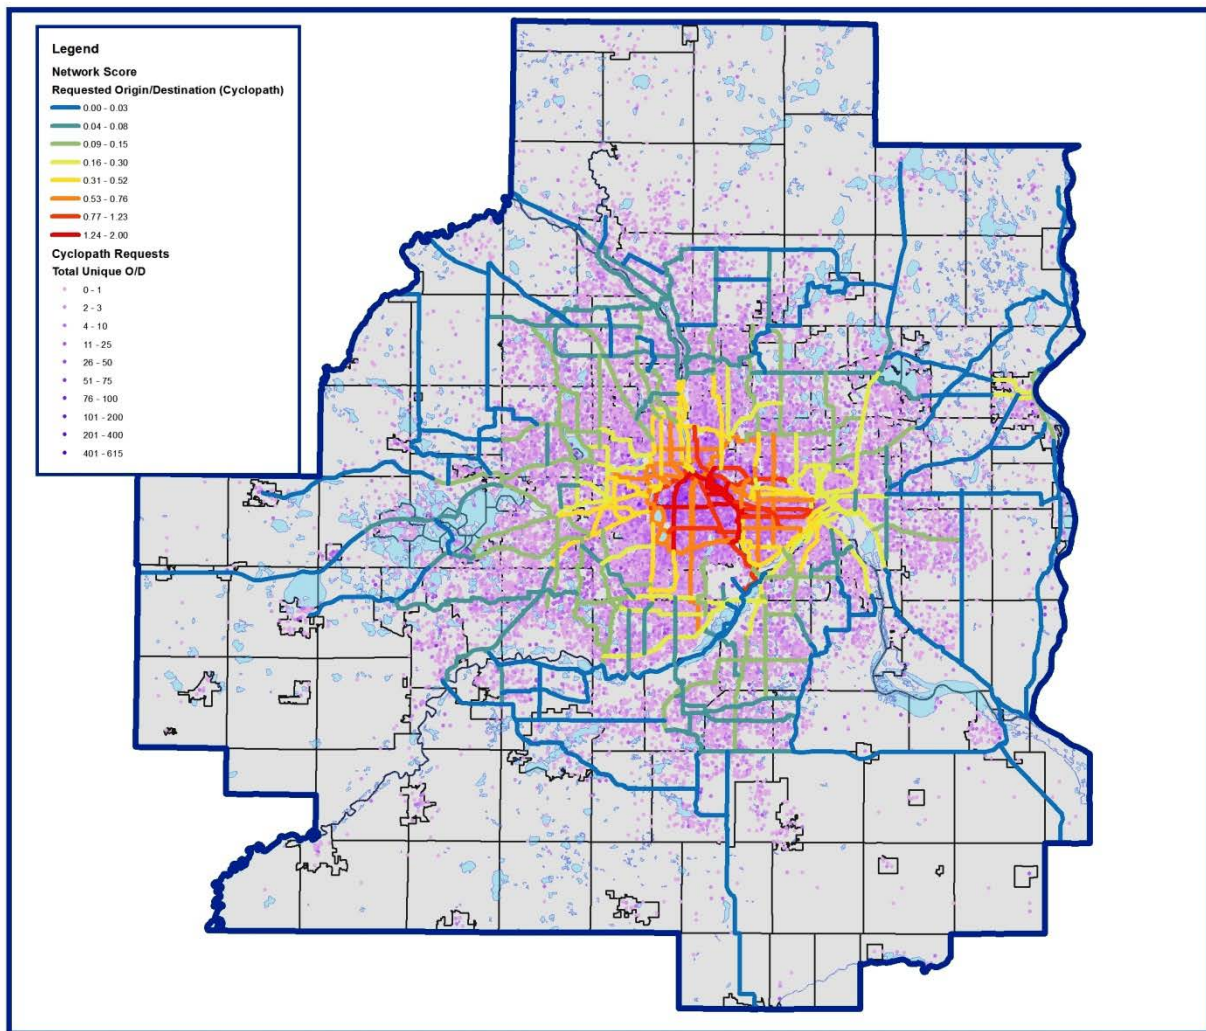 Legend
Network Score
Requested Origin/Destination (Cyclopath)
0.00 - 0.03
0.04 - 0.08
0.09 - 0.15
0.16 - 0.30
0.31 - 0.52
0.53 - 0.76
0.77 - 1.23
1.24 - 2.00
Cyclopath Requests
Total Unique O/D
0 - 1
2 - 3
4 - 10
11 - 25
26 - 50
51 - 75
76 - 100
101 - 200
201 - 400
401 - 615